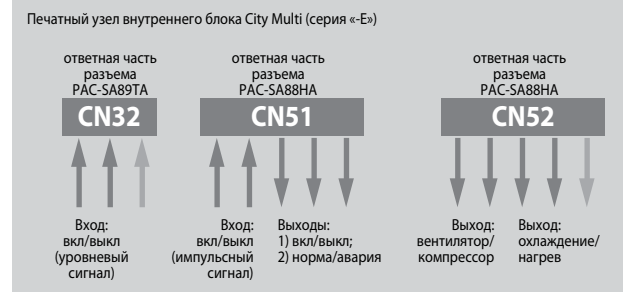 Печатный узел внутреннего блока City Multi (серия «-E»)
ответная часть
разъема
PAC-SA89TA
CN32
ответная часть
разъема
PAC-SA88HA
CN51
ответная часть
разъема
PAC-SA88HA
CN52
Вход:
вкл/выкл
(уровневый
сигнал)
Вход:
вкл/выкл
(импульсный
сигнал)
Выходы:
1) вкл/выкл;
2) норма/авария
Выход:
вентилятор/
компрессор
Выход:
охлаждение/
нагрев